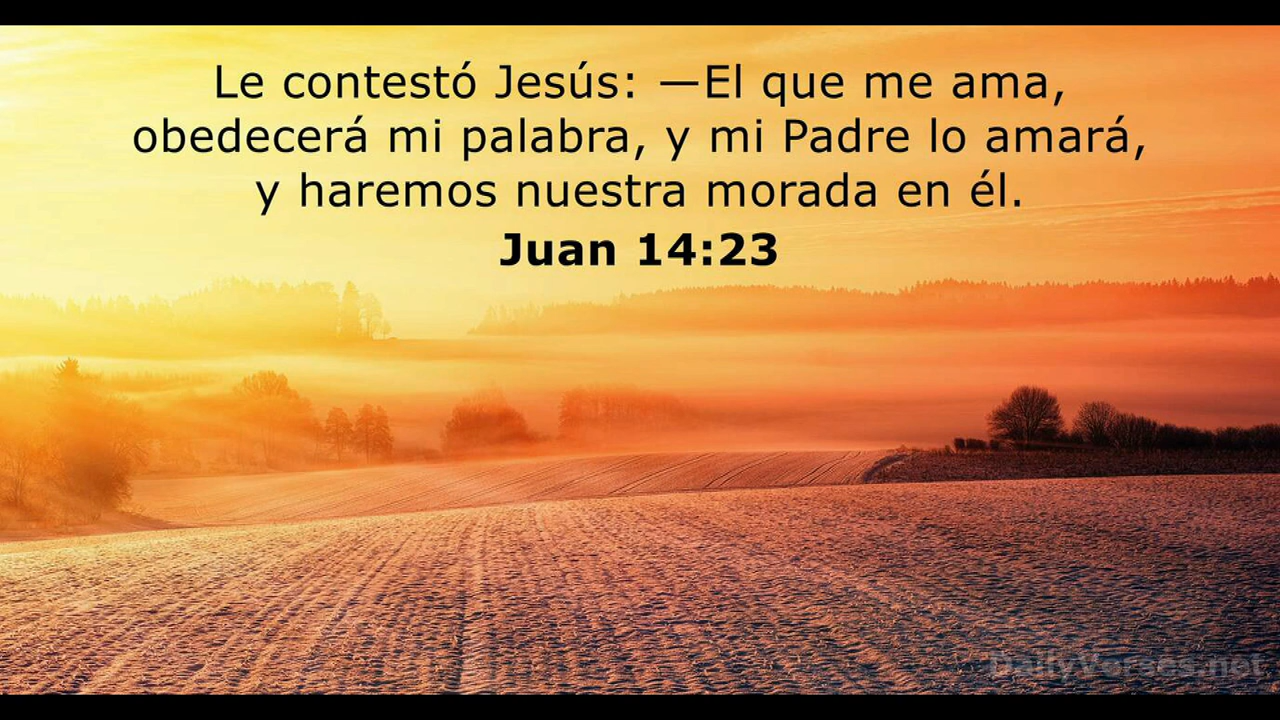 Le contestó Jesús: —El que me ama,
obedecerá mi palabra, y mi Padre lo amará,
y haremos nuestra morada en él.
Juan 14:23
DailyVerses.net